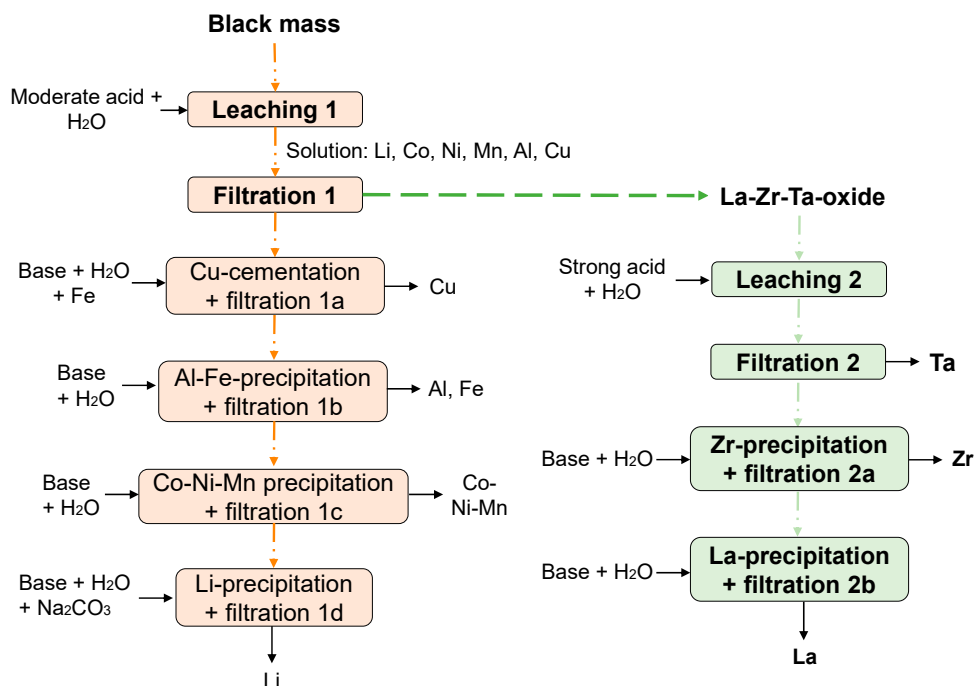 Black mass
Moderate acid +
H₂O
Leaching 1
Solution: Li, Co, Ni, Mn, Al, Cu
Filtration 1
La-Zr-Ta-oxide
Base + H₂O
+ Fe
Cu-cementation
+ filtration 1a
Cu
Strong acid
+ H₂O
Leaching 2
Base
+ H₂O
Al-Fe-precipitation
+ filtration 1b
Al, Fe
Filtration 2
Ta
Base + H₂O
Zr-precipitation
+ filtration 2a
Zr
Base
+ H₂O
Co-Ni-Mn precipitation
+ filtration 1c
Co-
Ni-Mn
Base + H₂O
La-precipitation
+ filtration 2b
La
Base + H₂O
+ Na₂CO₃
Li-precipitation
+ filtration 1d
Li